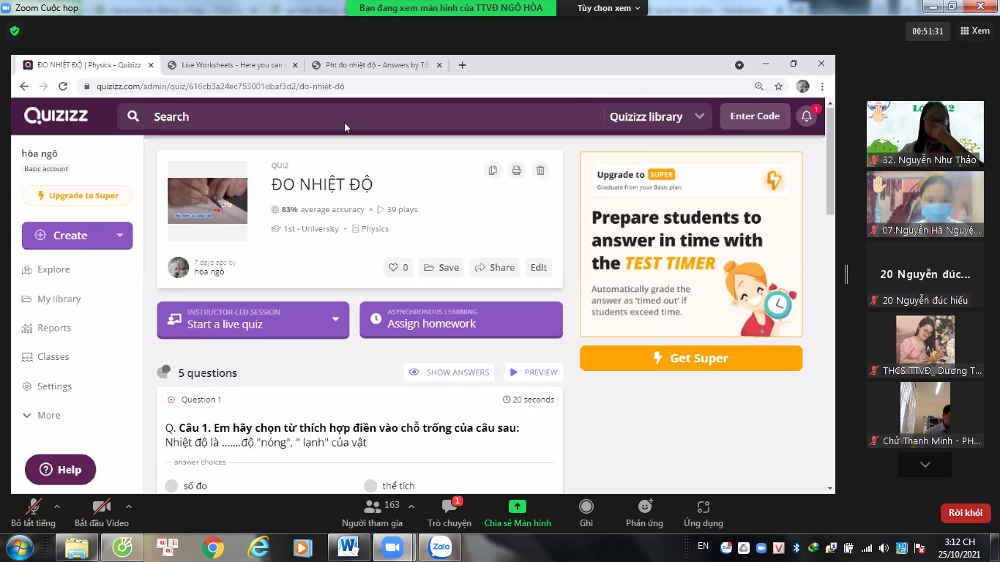 Zoom Cuộc họp
Bạn đang xem màn hình của TTVĐ NGÔ HÒA
Tùy chọn xem
00:51:31
Xem
ĐO NHIỆT ĐỘ | Physics - Quizizz
Live Worksheets - Here you can
Pht đo nhiệt độ - Answers by Tổ
quizizz.com/admin/quiz/616cb3a24ec753001dbaf3d2/do-nhiệt-độ
Quizizz
Search
Quizizz library
Enter Code
1
hòa ngô
Basic account
Upgrade to Super
Create
Explore
My library
Reports
Classes
Settings
More
Help
QUIZ
ĐO NHIỆT ĐỘ
83% average accuracy • 39 plays
1st - University • Physics
7 days ago by
hòa ngô
0
Save
Share
Edit
INSTRUCTOR-LED SESSION
Start a live quiz
ASYNCHRONOUS LEARNING
Assign homework
5 questions
SHOW ANSWERS
PREVIEW
Question 1
20 seconds
Q. Câu 1. Em hãy chọn từ thích hợp điền vào chỗ trống của câu sau:
Nhiệt độ là .......độ "nóng", " lạnh" của vật
answer choices
số đo
thể tích
Upgrade to SUPER
Graduate from your Basic plan
Prepare students to
answer in time with
the TEST TIMER
Automatically grade the
answer as 'timed out' if
students exceed time.
Get Super
32. Nguyễn Như Thảo
07.Nguyễn Hà Nguyệ...
20 Nguyễn đức...
20 Nguyễn đức hiếu
THCS TTVĐ_ Dương T...
Chử Thanh Minh - PH...
Bỏ tắt tiếng
Bắt đầu Video
163
Người tham gia
1
Trò chuyện
Chia sẻ Màn hình
Ghi
Phản ứng
Ứng dụng
Rời khỏi
Zalo
EN
3:12 CH
25/10/2021